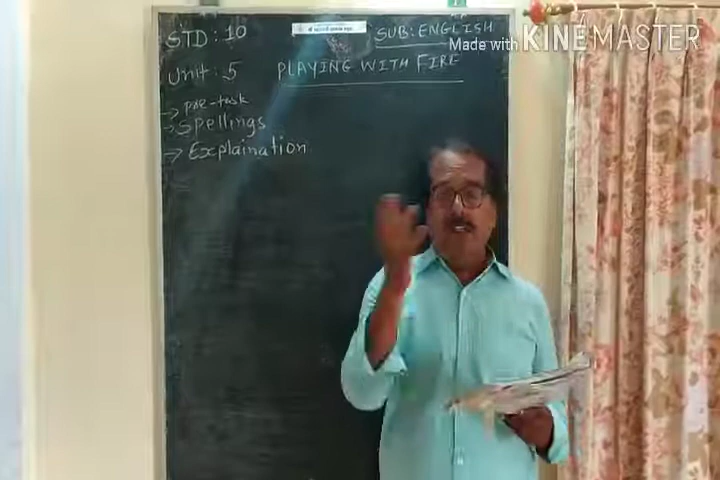 STD: 10
SUB: ENGLISH
Made with KINEMASTER
Unit: 5
PLAYING WITH FIRE
→ pre-task
→ Spellings
→ Explaination